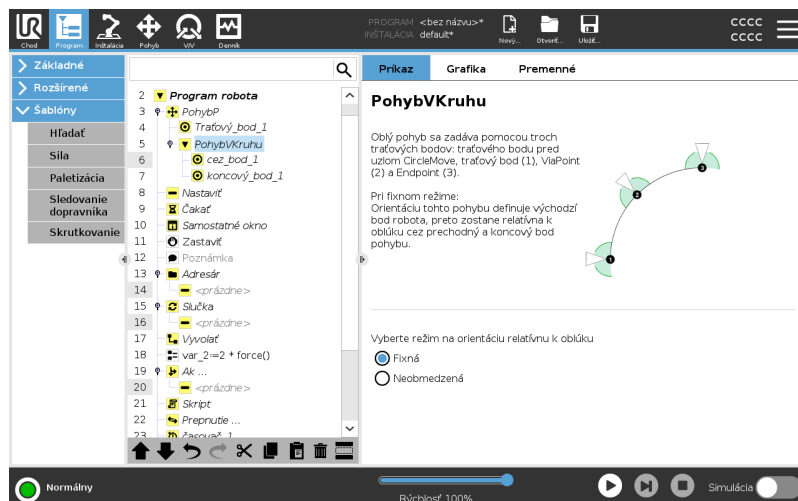 PROGRAM <bez názvu>*
INŠTALÁCIA default*
CCCC
CCCC
Chod
Program
Inštalácia
Pohyb
V/V
Denník
Nový...
Otvoriť...
Uložiť...
Základné
Rozšírené
Šablóny
Hľadať
Sila
Paletizácia
Sledovanie
dopravníka
Skrutkovanie
2 Program robota
3 PohybP
4 Traťový_bod_1
5 PohybVKruhu
6 cez_bod_1
7 koncový_bod_1
8 Nastaviť
9 Čakať
10 Samostatné okno
11 Zastaviť
12 Poznámka
13 Adresár
14 <prázdne>
15 Slučka
16 <prázdne>
17 Vyvolať
18 var_2:=2 * force()
19 Ak ...
20 <prázdne>
21 Skript
22 Prepnutie ...
23 časovač_1
Príkaz
Grafika
Premenné
PohybVKruhu
Oblý pohyb sa zadáva pomocou troch
traťových bodov: traťového bodu pred
uzlom CircleMove, traťový bod (1), ViaPoint
(2) a Endpoint (3).
Pri fixnom režime:
Orientáciu tohto pohybu definuje východzí
bod robota, preto zostane relatívna k
oblúku cez prechodný a koncový bod
pohybu.
3
2
1
Vyberte režim na orientáciu relatívnu k oblúku
Fixná
Neobmedzená
Normálny
Rýchlosť 100%
Simulácia